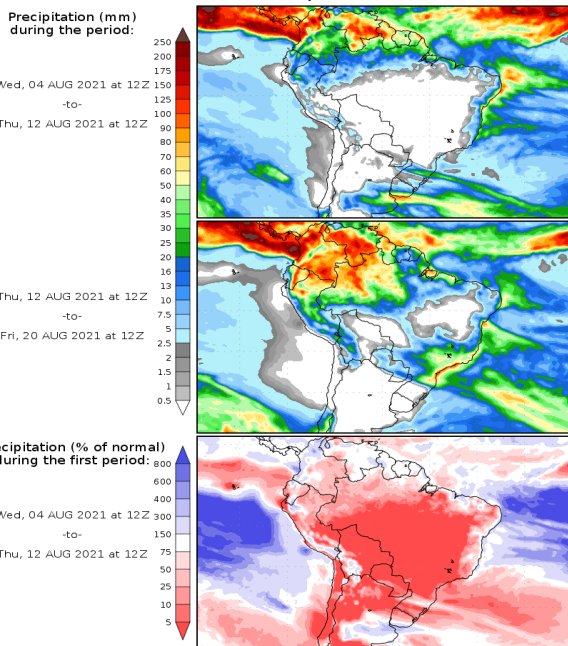 Precipitation (mm)
during the period:
250
200
175
150
Wed, 04 AUG 2021 at 12Z
125
-to-
100
Thu, 12 AUG 2021 at 12Z
90
80
70
60
50
40
35
30
25
20
16
13
Thu, 12 AUG 2021 at 12Z
10
-to-
7.5
Fri, 20 AUG 2021 at 12Z
5
2.5
2
1.5
1
0.5
cipitation (% of normal)
during the first period:
800
600
400
Wed, 04 AUG 2021 at 12Z
300
-to-
150
Thu, 12 AUG 2021 at 12Z
75
50
25
10
5